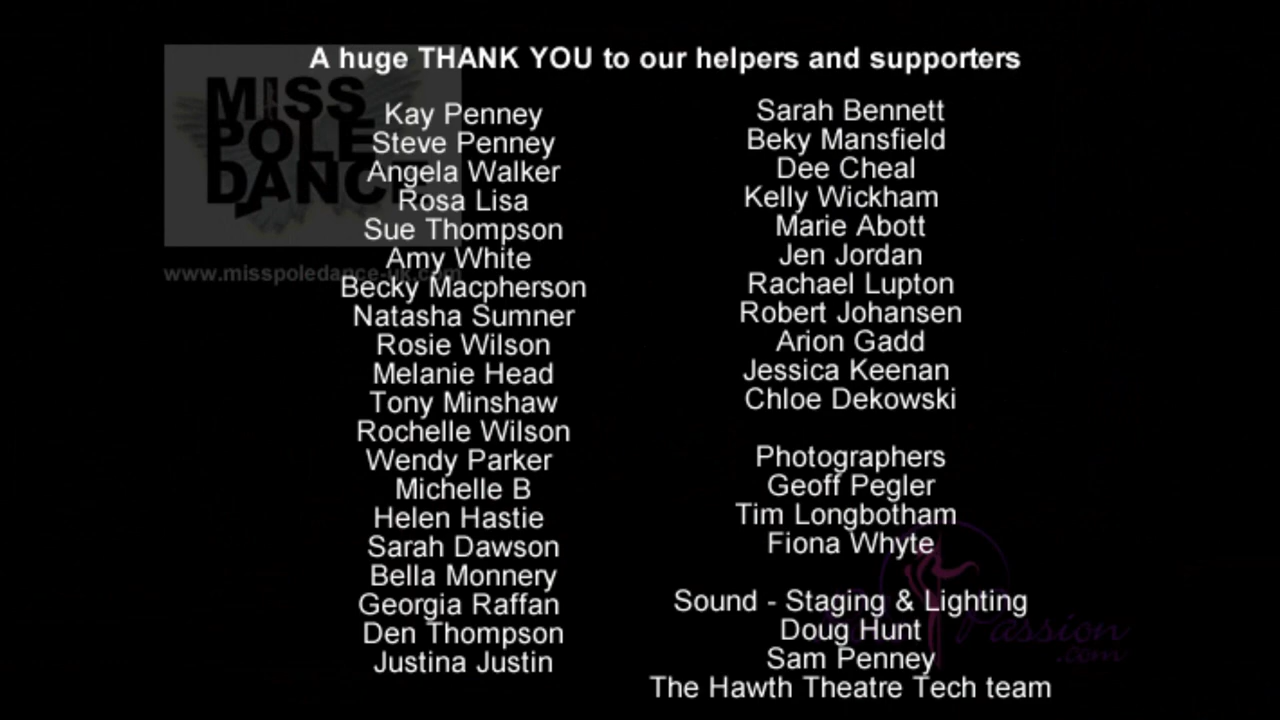 A huge THANK YOU to our helpers and supporters
MISS
POLE
DANCE
www.misspoledance-uk.com
Kay Penney
Steve Penney
Angela Walker
Rosa Lisa
Sue Thompson
Amy White
Becky Macpherson
Natasha Sumner
Rosie Wilson
Melanie Head
Tony Minshaw
Rochelle Wilson
Wendy Parker
Michelle B
Helen Hastie
Sarah Dawson
Bella Monnery
Georgia Raffan
Den Thompson
Justina Justin
Sarah Bennett
Beky Mansfield
Dee Cheal
Kelly Wickham
Marie Abott
Jen Jordan
Rachael Lupton
Robert Johansen
Arion Gadd
Jessica Keenan
Chloe Dekowski
Photographers
Geoff Pegler
Tim Longbotham
Fiona Whyte
Sound - Staging & Lighting
Doug Hunt
Sam Penney
The Hawth Theatre Tech team
Passion
.com